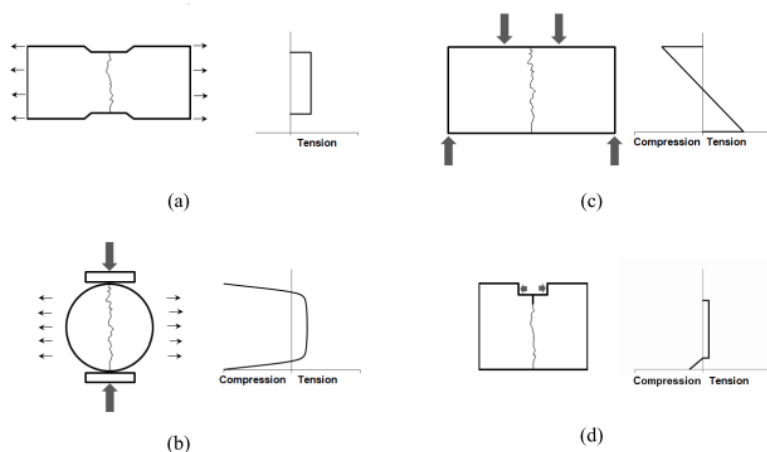 Tension
(a)
Compression Tension
(c)
Compression Tension
(b)
Compression Tension
(d)